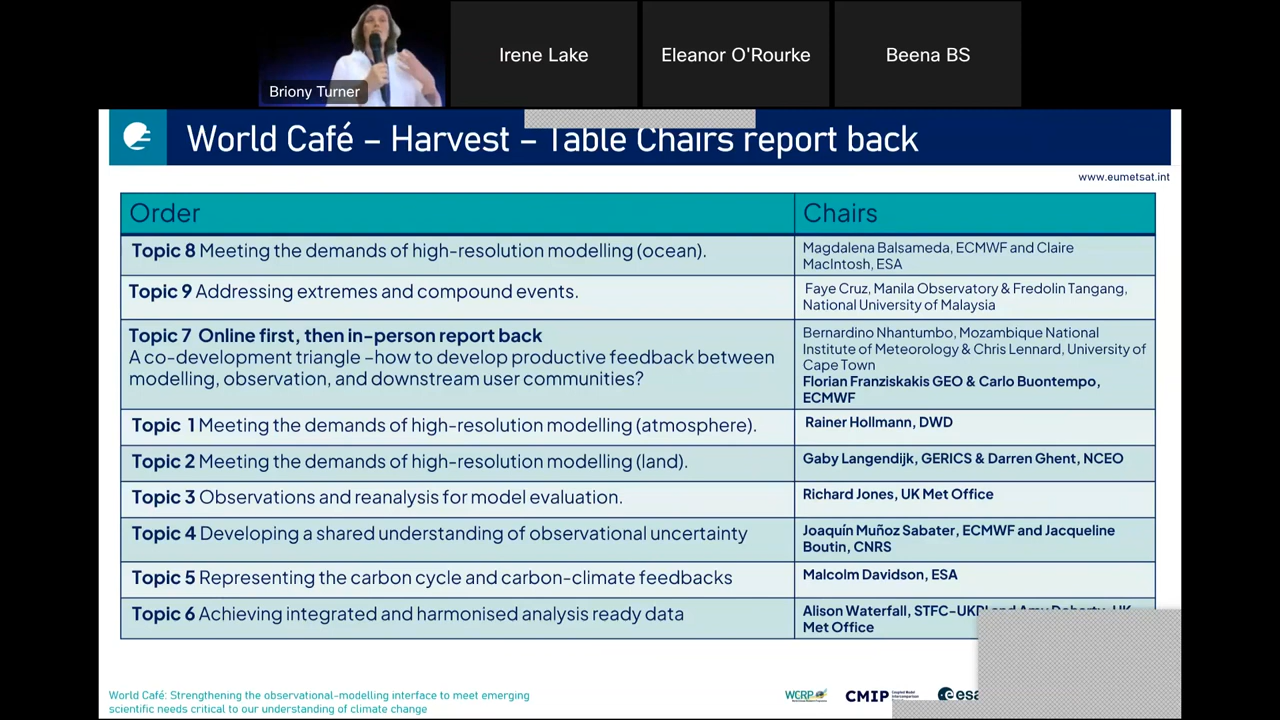 Briony Turner
Irene Lake
Eleanor O'Rourke
Beena BS
World Café – Harvest – Table Chairs report back
www.eumetsat.int
Order
Chairs
Topic 8 Meeting the demands of high-resolution modelling (ocean).
Magdalena Balsameda, ECMWF and Claire
MacIntosh, ESA
Topic 9 Addressing extremes and compound events.
Faye Cruz, Manila Observatory & Fredolin Tangang,
National University of Malaysia
Topic 7 Online first, then in-person report back
A co-development triangle –how to develop productive feedback between
modelling, observation, and downstream user communities?
Bernardino Nhantumbo, Mozambique National
Institute of Meteorology & Chris Lennard, University of
Cape Town
Florian Franziskakis GEO & Carlo Buontempo,
ECMWF
Topic 1 Meeting the demands of high-resolution modelling (atmosphere).
Rainer Hollmann, DWD
Topic 2 Meeting the demands of high-resolution modelling (land).
Gaby Langendijk, GERICS & Darren Ghent, NCEO
Topic 3 Observations and reanalysis for model evaluation.
Richard Jones, UK Met Office
Topic 4 Developing a shared understanding of observational uncertainty
Joaquín Muñoz Sabater, ECMWF and Jacqueline
Boutin, CNRS
Topic 5 Representing the carbon cycle and carbon-climate feedbacks
Malcolm Davidson, ESA
Topic 6 Achieving integrated and harmonised analysis ready data
Alison Waterfall, and
Met Office
World Café: Strengthening the observational-modelling interface to meet emerging
scientific needs critical to our understanding of climate change
WCRP
CMIP
esa